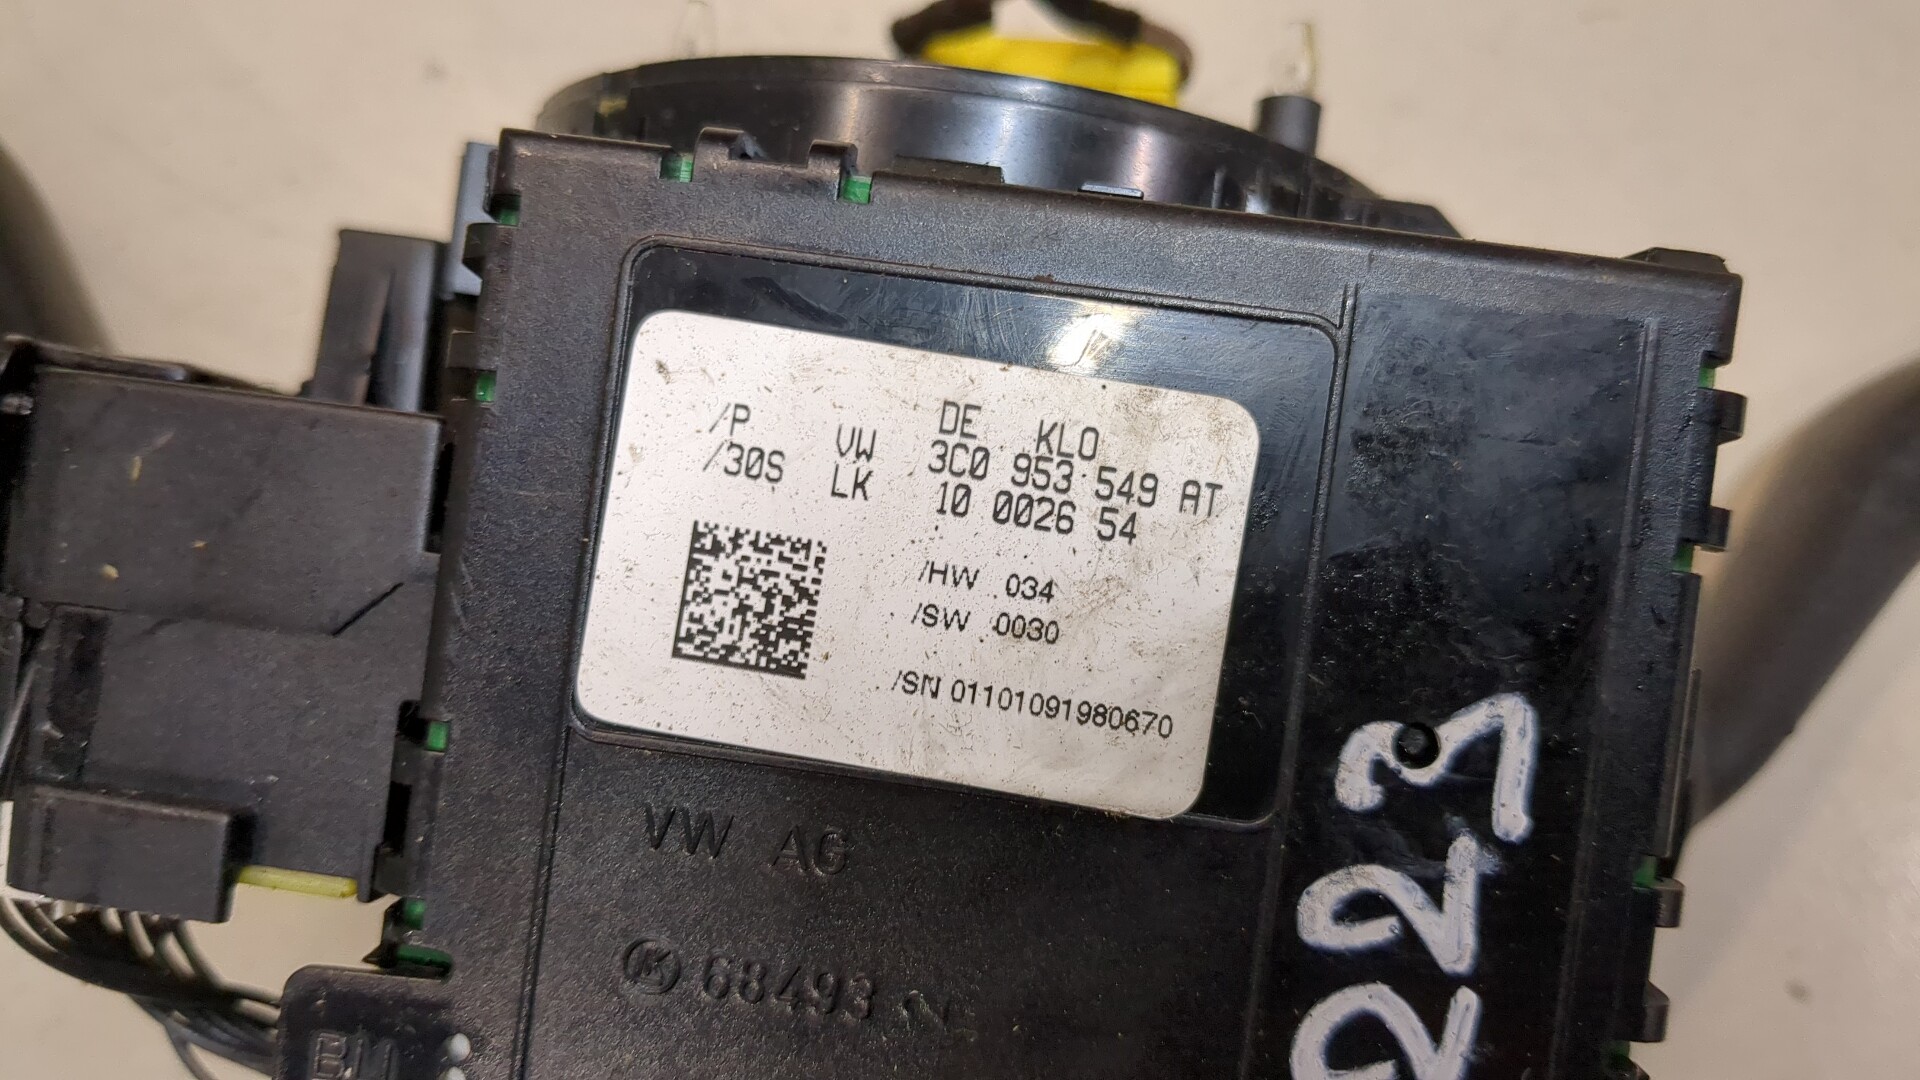 /P DE KLO
/30S VW 3C0 953 549 AT
LK 10 0026 54
/HW 034
/SW 0030
/SN 01101091980670
VW AG
68493
223